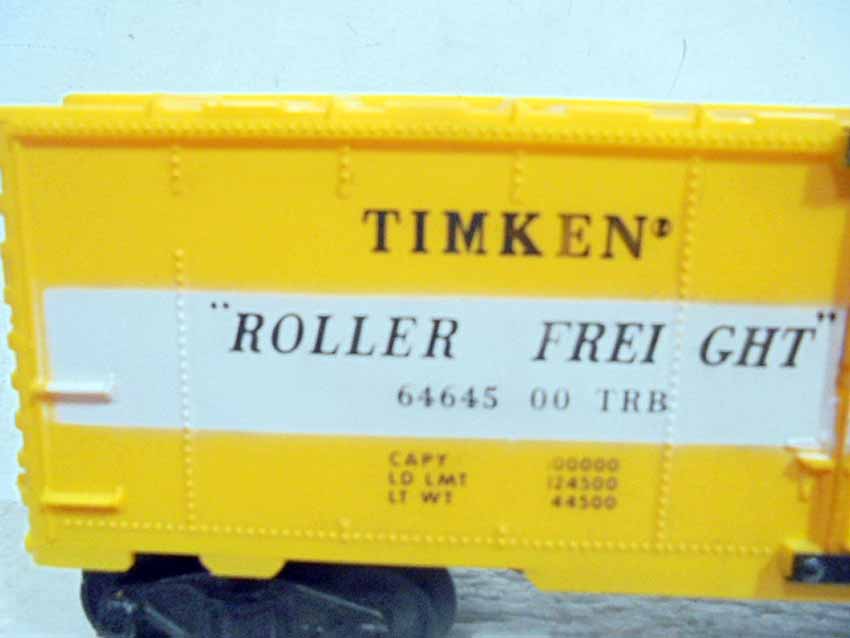 TIMKEN®
"ROLLER FREIGHT"
64645 00 TRB
CAPY 00000
LD LMT 124500
LT WT 44500